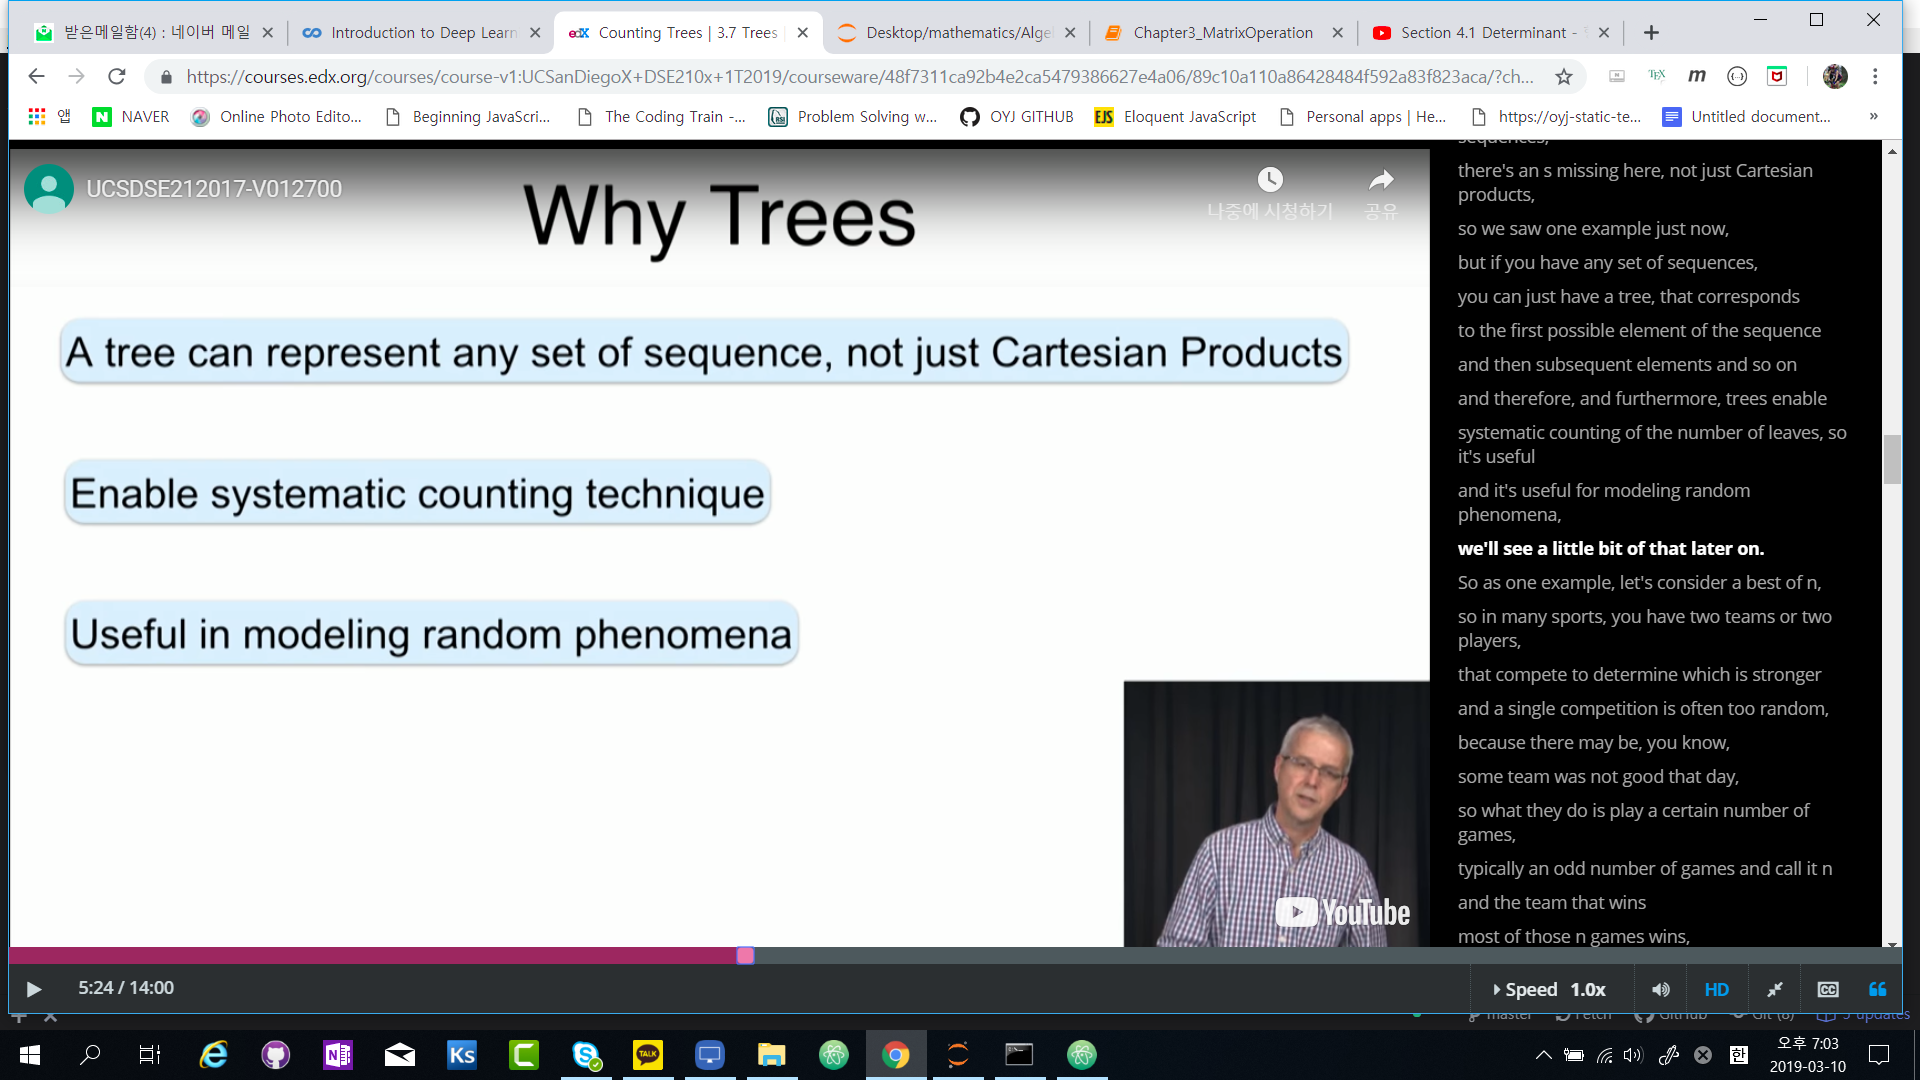 받은메일함(4) : 네이버 메일
Introduction to Deep Learn
edX Counting Trees | 3.7 Trees |
Desktop/mathematics/Alge
Chapter3_MatrixOperation
Section 4.1 Determinant -
https://courses.edx.org/courses/course-v1:UCSanDiegoX+DSE210x+1T2019/courseware/48f7311ca92b4e2ca5479386627e4a06/89c10a110a86428484f592a83f823aca/?ch...
앱
NAVER
Online Photo Edito...
Beginning JavaScri...
The Coding Train -...
Problem Solving w...
OYJ GITHUB
EJS Eloquent JavaScript
Personal apps | He...
https://oyj-static-te...
Untitled document...
»
UCSDSE212017-V012700
나중에 시청하기
공유
Why Trees
A tree can represent any set of sequence, not just Cartesian Products
Enable systematic counting technique
Useful in modeling random phenomena
YouTube
sequences,
there's an s missing here, not just Cartesian
products,
so we saw one example just now,
but if you have any set of sequences,
you can just have a tree, that corresponds
to the first possible element of the sequence
and then subsequent elements and so on
and therefore, and furthermore, trees enable
systematic counting of the number of leaves, so
it's useful
and it's useful for modeling random
phenomena,
we'll see a little bit of that later on.
So as one example, let's consider a best of n,
so in many sports, you have two teams or two
players,
that compete to determine which is stronger
and a single competition is often too random,
because there may be, you know,
some team was not good that day,
so what they do is play a certain number of
games,
typically an odd number of games and call it n
and the team that wins
most of those n games wins,
5:24 / 14:00
Speed 1.0x
HD
CC
master
Fetch
GitHub
Git (8)
5 updates
Ks
TALK
한
오후 7:03
2019-03-10